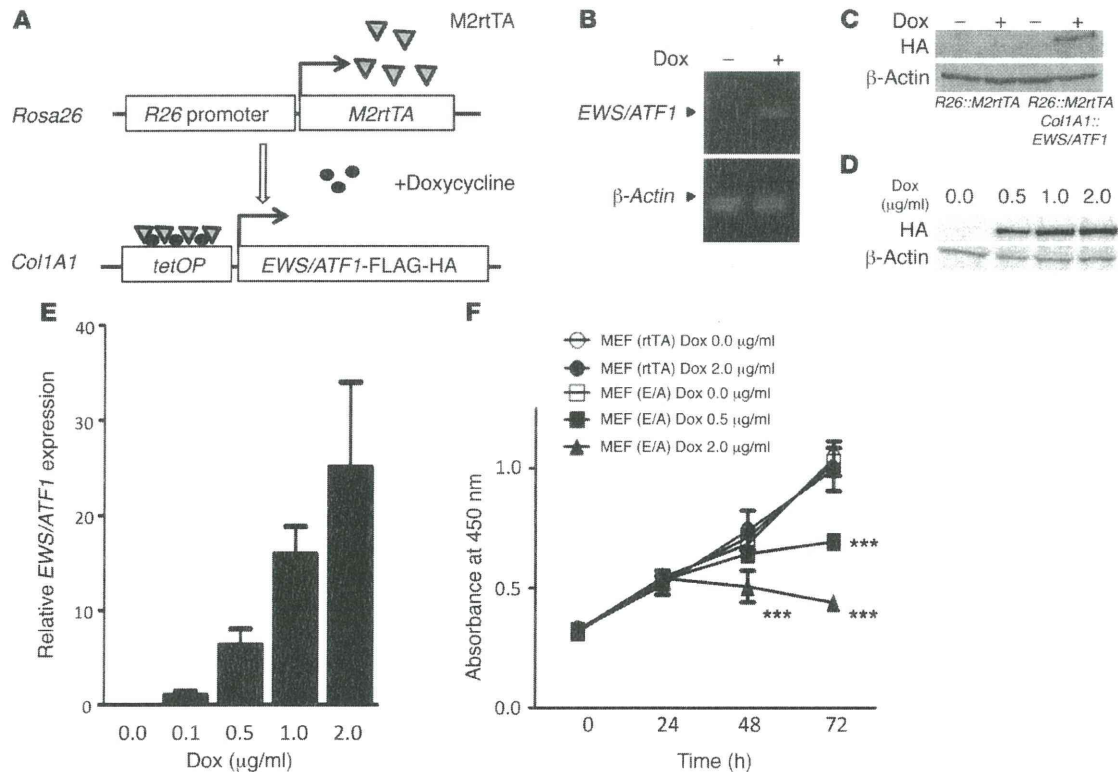 A
M2rtTA
Rosa26
R26 promoter
M2rtTA
+Doxycycline
Col1A1
tetOP
EWS/ATF1-FLAG-HA
B
Dox – +
EWS/ATF1
β-Actin
C
Dox – + – +
HA
β-Actin
R26::M2rtTA R26::M2rtTA
Col1A1::
EWS/ATF1
D
Dox
(μg/ml)
0.0 0.5 1.0 2.0
HA
β-Actin
E
Relative EWS/ATF1 expression
40
30
20
10
0
0.0 0.1 0.5 1.0 2.0
Dox (μg/ml)
F
MEF (rtTA) Dox 0.0 μg/ml
MEF (rtTA) Dox 2.0 μg/ml
MEF (E/A) Dox 0.0 μg/ml
MEF (E/A) Dox 0.5 μg/ml
MEF (E/A) Dox 2.0 μg/ml
Absorbance at 450 nm
1.0
0.5
0.0
***
***
***
0 24 48 72
Time (h)